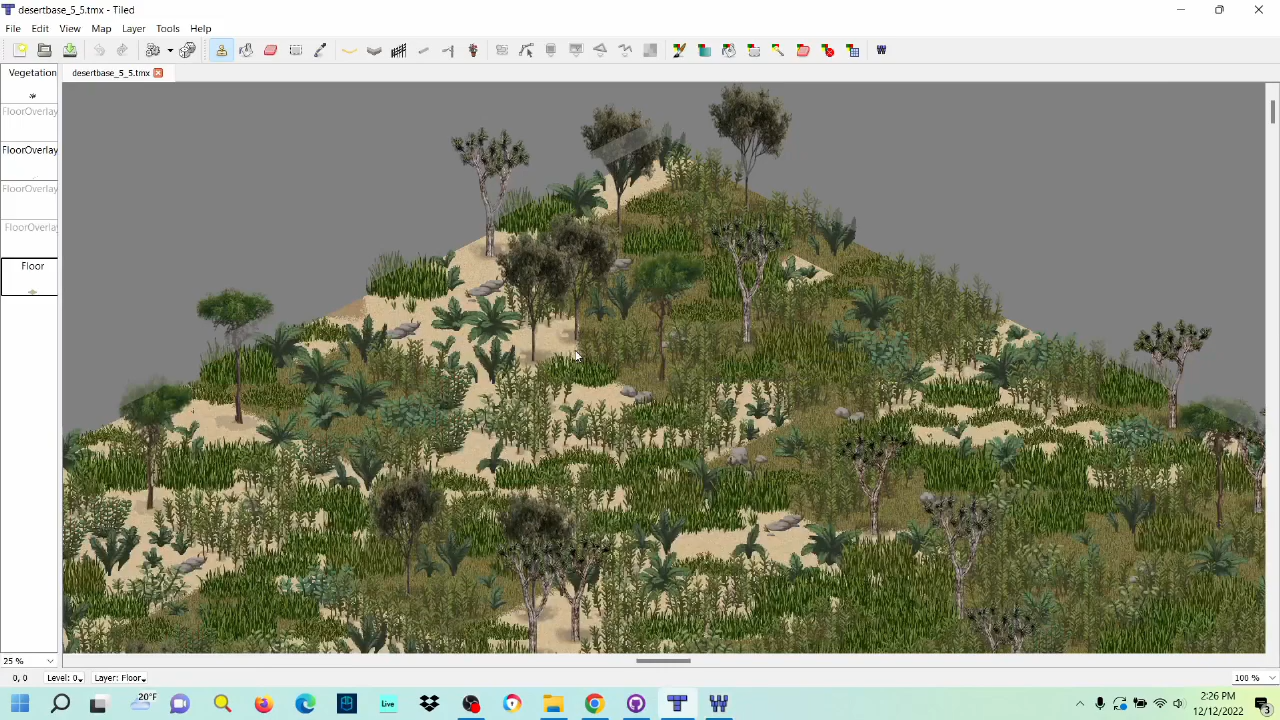 desertbase_5_5.tmx - Tiled
File Edit View Map Layer Tools Help
Vegetation desertbase_5_5.tmx
FloorOverlay
FloorOverlay
FloorOverlay
FloorOverlay
Floor
25 %
100 %
0, 0 Level: 0 Layer: Floor
20°F
Live
2:26 PM
12/12/2022
3